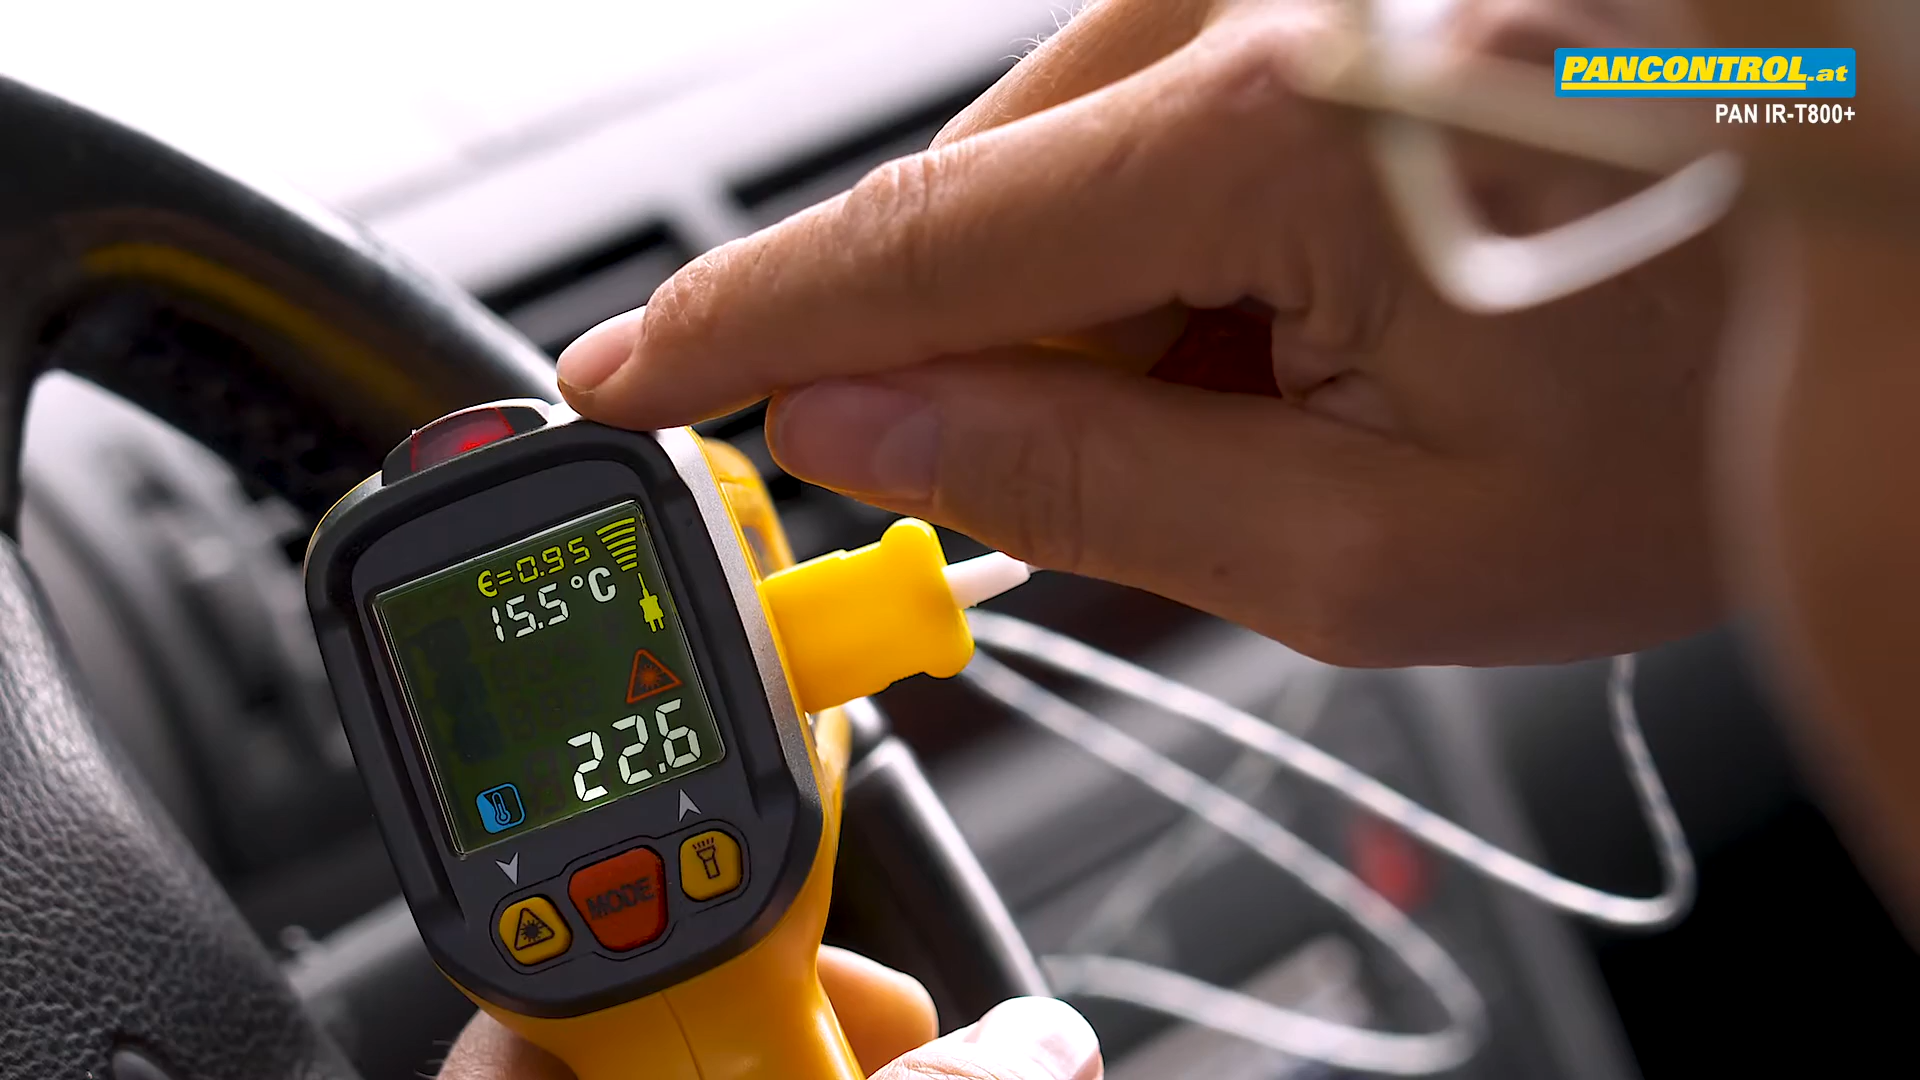 PANCONTROL.at
PAN IR-T800+
€=0.95
15.5°C
22.6
MODE